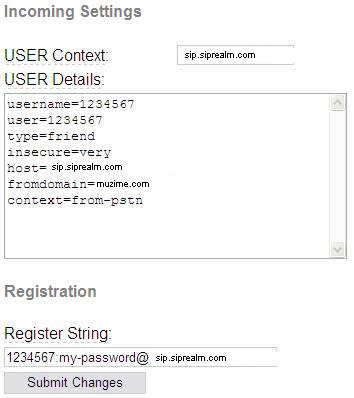 Incoming Settings
USER Context: sip.siprealm.com
USER Details:
username=1234567
user=1234567
type=friend
insecure=very
host= sip.siprealm.com
fromdomain=muzime.com
context=from-pstn
Registration
Register String:
1234567:my-password@ sip.siprealm.com
Submit Changes